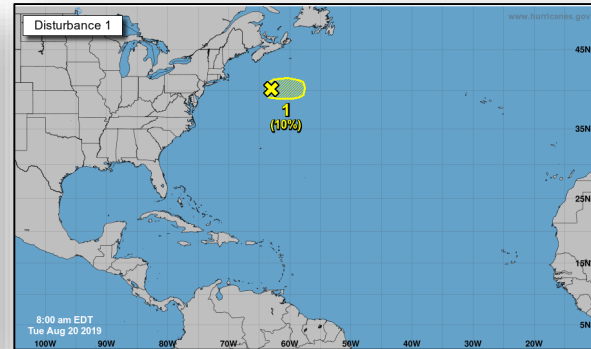 Disturbance 1
www.hurricanes.gov
45N
1
(10%)
35N
25N
15N
8:00 am EDT
Tue Aug 20 2019
5N
100W 90W 80W 70W 60W 50W 40W 30W 20W